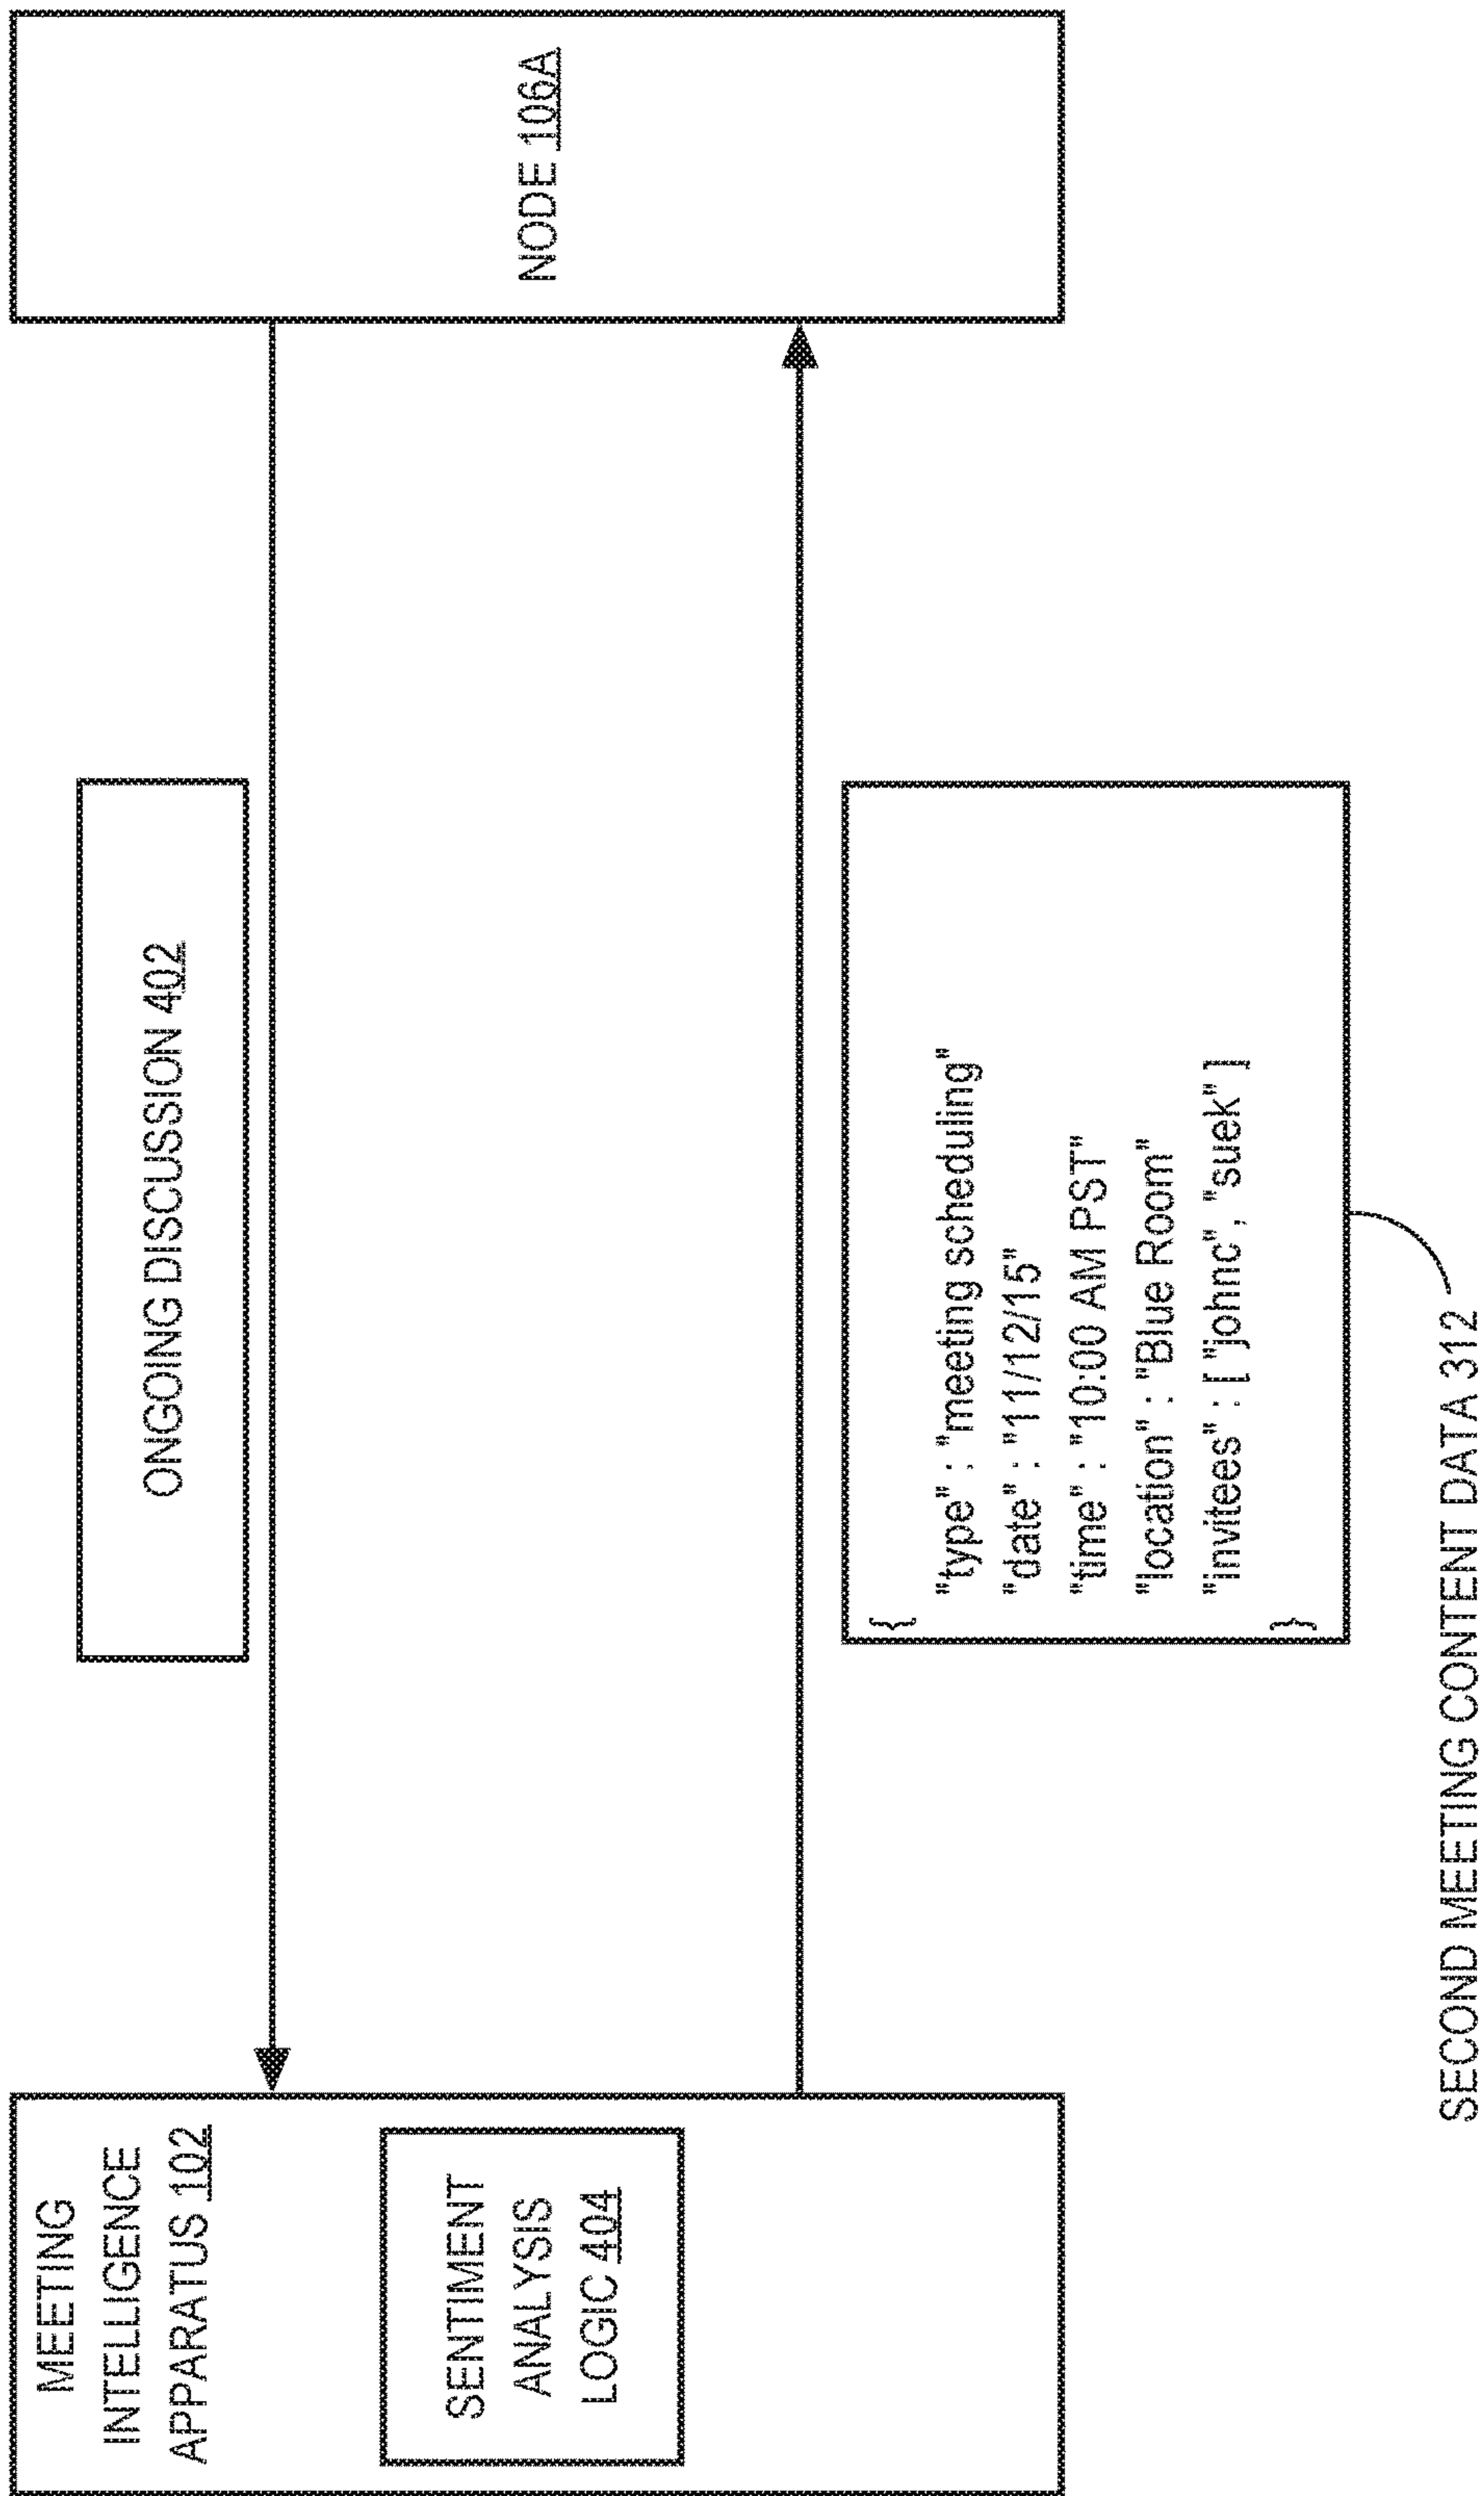 MEETING
INTELLIGENCE
APPARATUS 102
SENTIMENT
ANALYSIS
LOGIC 404
ONGOING DISCUSSION 402
NODE 106A
{
"type" : "meeting scheduling"
"date" : "11/12/15"
"time" : "10:00 AM PST"
"location" : "Blue Room"
"invitees" : [ "johnc", "suek" ]
}
SECOND MEETING CONTENT DATA 312